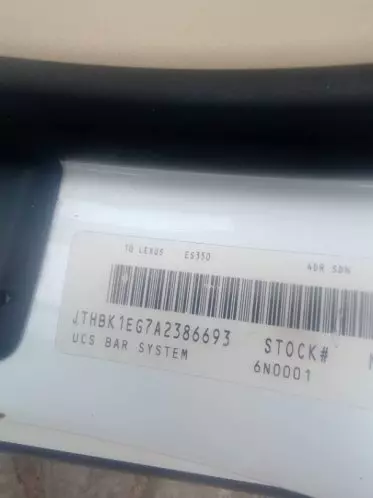 10 LEXUS ES350 4DR SDN
JTHBK1EG7A2386693 STOCK#
UCS BAR SYSTEM 6N0001